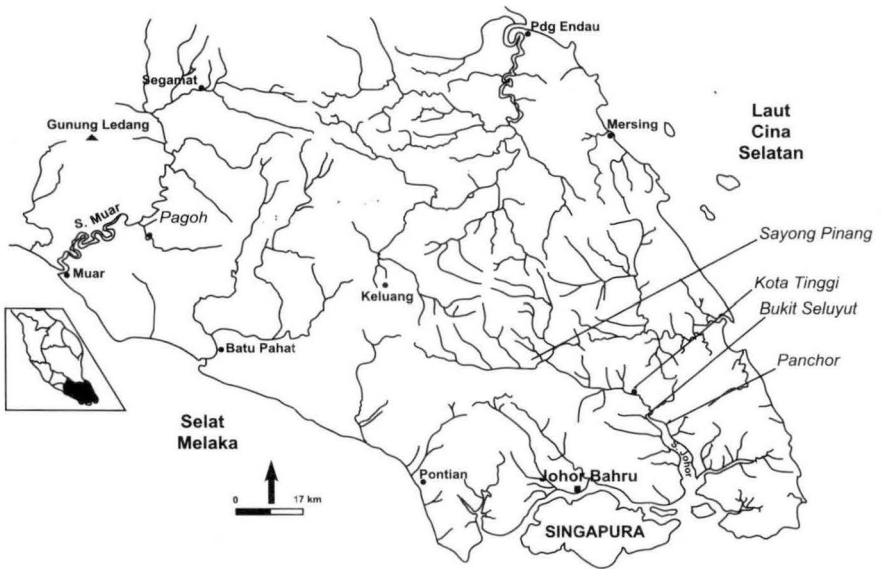 Pdg Endau
Segamat
Gunung Ledang
Mersing
Laut
Cina
Selatan
S. Muar
Pagoh
Sayong Pinang
Muar
Keluang
Kota Tinggi
Bukit Seluyut
Batu Pahat
Panchor
Selat
Melaka
S. Johor
Pontian
Johor Bahru
0 17 km
SINGAPURA